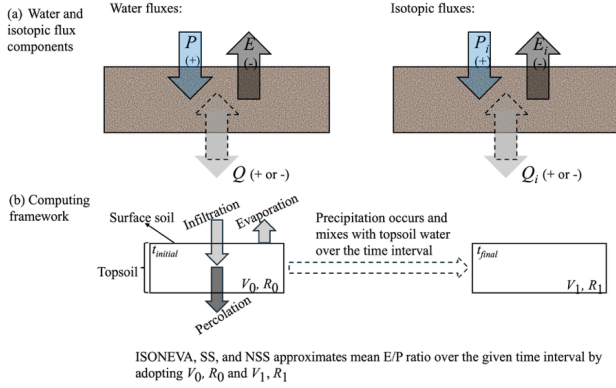 (a) Water and
isotopic flux
components
Water fluxes:
Isotopic fluxes:
P
(+)
E
(-)
P_i
(+)
E_i
(-)
Q (+ or -)
Q_i (+ or -)
(b) Computing
framework
Surface soil
Infiltration
Evaporation
Topsoil
t_initial
V_0, R_0
Percolation
Precipitation occurs and
mixes with topsoil water
over the time interval
t_final
V_1, R_1
ISONEVA, SS, and NSS approximates mean E/P ratio over the given time interval by
adopting V_0, R_0 and V_1, R_1